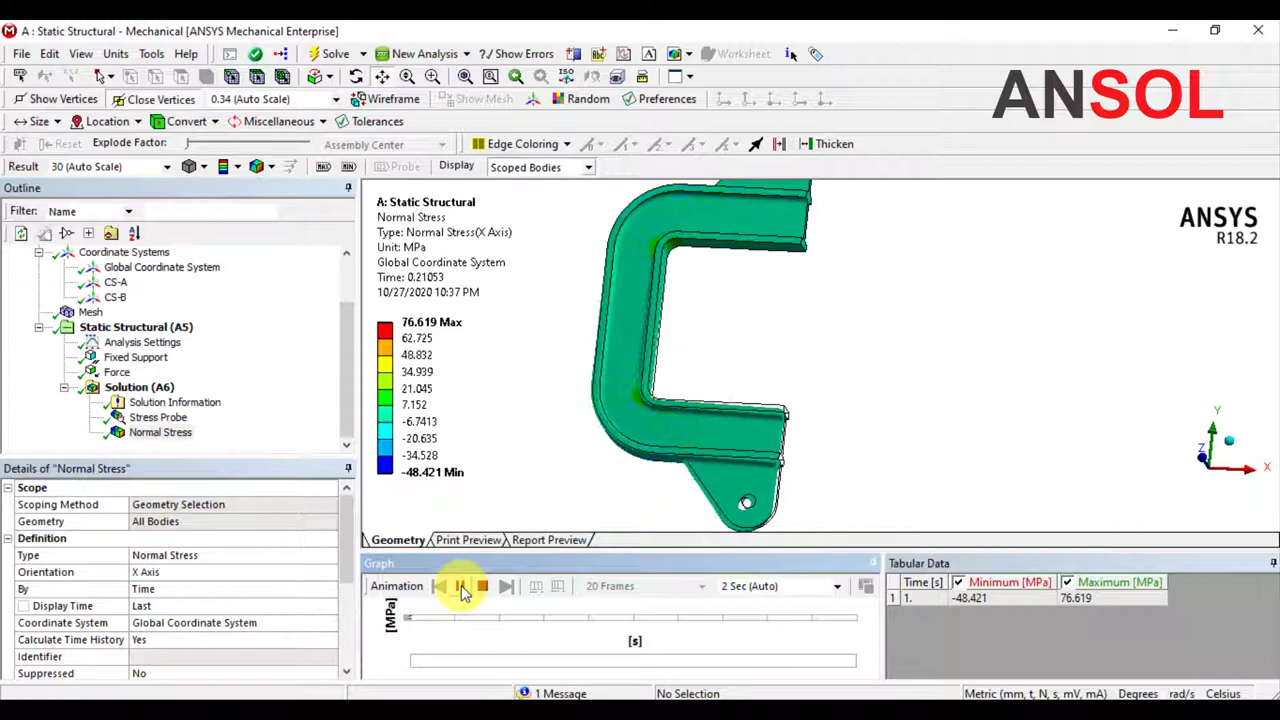 A : Static Structural - Mechanical [ANSYS Mechanical Enterprise]
File Edit View Units Tools Help Solve New Analysis ?/ Show Errors Worksheet
Show Vertices Close Vertices 0.34 (Auto Scale) Wireframe Show Mesh Random Preferences
ANSOL
Size Location Convert Miscellaneous Tolerances
Reset Explode Factor: Assembly Center Edge Coloring Thicken
Result 30 (Auto Scale) MAX MIN Probe Display Scoped Bodies
Outline
Filter: Name
Coordinate Systems
Global Coordinate System
CS-A
CS-B
Mesh
Static Structural (A5)
Analysis Settings
Fixed Support
Force
Solution (A6)
Solution Information
Stress Probe
Normal Stress
Details of "Normal Stress"
Scope
Scoping Method Geometry Selection
Geometry All Bodies
Definition
Type Normal Stress
Orientation X Axis
By Time
Display Time Last
Coordinate System Global Coordinate System
Calculate Time History Yes
Identifier
Suppressed No
A: Static Structural
Normal Stress
Type: Normal Stress(X Axis)
Unit: MPa
Global Coordinate System
Time: 0.21053
10/27/2020 10:37 PM
76.619 Max
62.725
48.832
34.939
21.045
7.152
-6.7413
-20.635
-34.528
-48.421 Min
ANSYS
R18.2
Y
Z
X
Geometry Print Preview Report Preview
Graph
Animation 20 Frames 2 Sec (Auto)
[MPa]
[s]
Tabular Data
Time [s] Minimum [MPa] Maximum [MPa]
1 1. -48.421 76.619
1 Message No Selection Metric (mm, t, N, s, mV, mA) Degrees rad/s Celsius